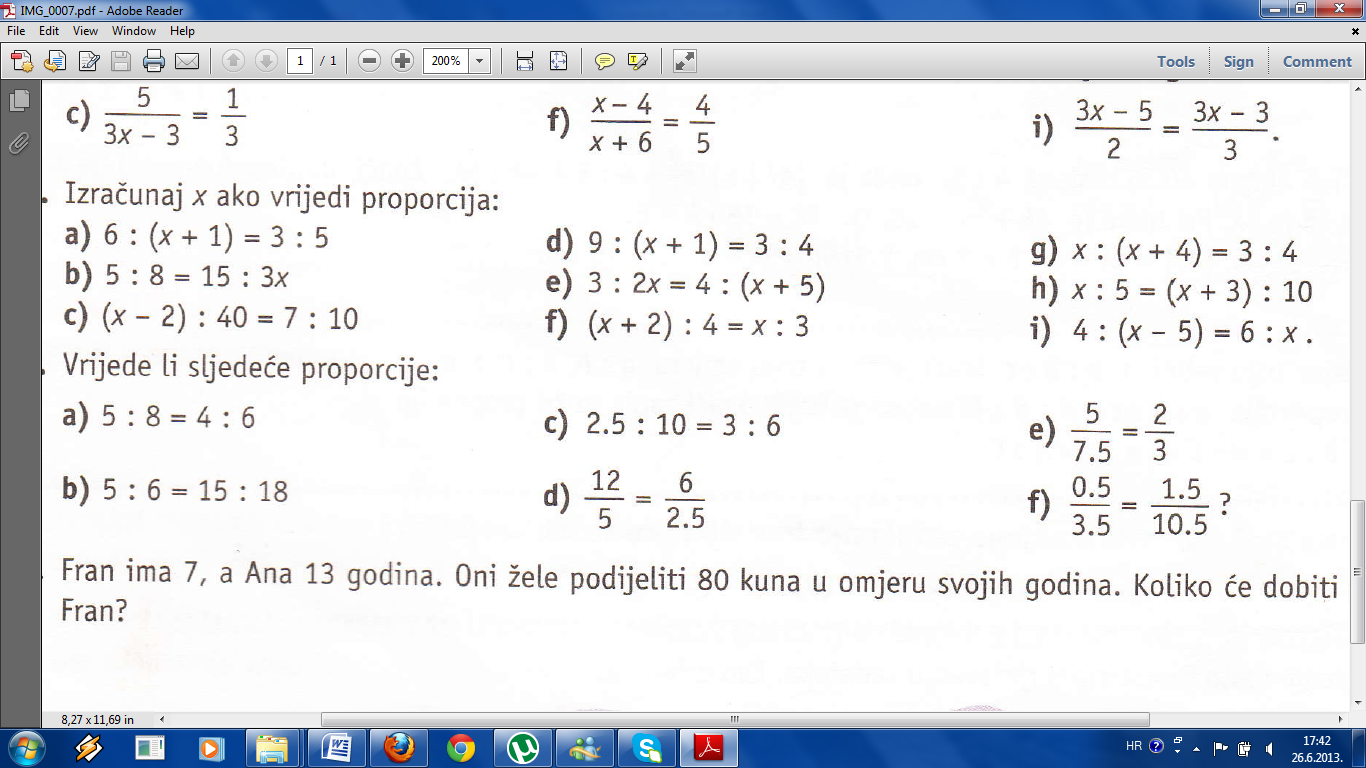 IMG_0007.pdf - Adobe Reader
File Edit View Window Help
1 / 1 200% Tools Sign Comment
c) 5/(3x – 3) = 1/3 f) (x – 4)/(x + 6) = 4/5 i) (3x – 5)/2 = (3x – 3)/3.
. Izračunaj x ako vrijedi proporcija:
a) 6 : (x + 1) = 3 : 5 d) 9 : (x + 1) = 3 : 4 g) x : (x + 4) = 3 : 4
b) 5 : 8 = 15 : 3x e) 3 : 2x = 4 : (x + 5) h) x : 5 = (x + 3) : 10
c) (x – 2) : 40 = 7 : 10 f) (x + 2) : 4 = x : 3 i) 4 : (x – 5) = 6 : x .
. Vrijede li sljedeće proporcije:
a) 5 : 8 = 4 : 6 c) 2.5 : 10 = 3 : 6 e) 5/7.5 = 2/3
b) 5 : 6 = 15 : 18 d) 12/5 = 6/2.5 f) 0.5/3.5 = 1.5/10.5 ?
. Fran ima 7, a Ana 13 godina. Oni žele podijeliti 80 kuna u omjeru svojih godina. Koliko će dobiti
Fran?
8,27 x 11,69 in
HR 17:42
26.6.2013.